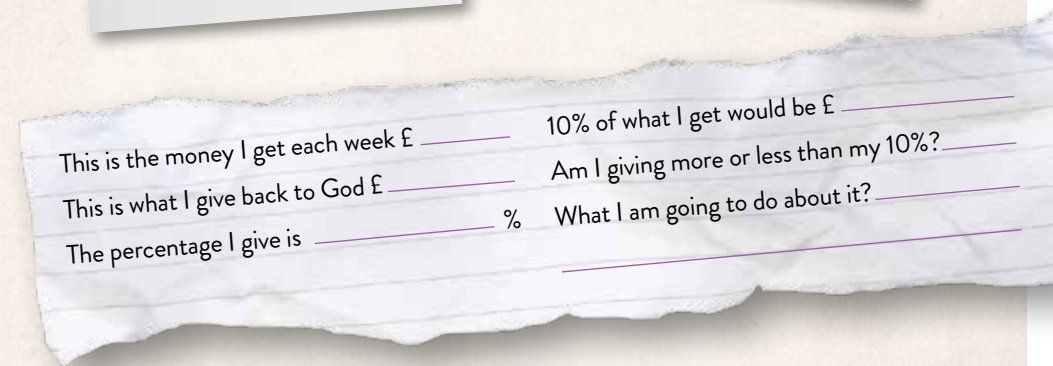 This is the money I get each week £
This is what I give back to God £
The percentage I give is %
10% of what I get would be £
Am I giving more or less than my 10%?
What I am going to do about it?